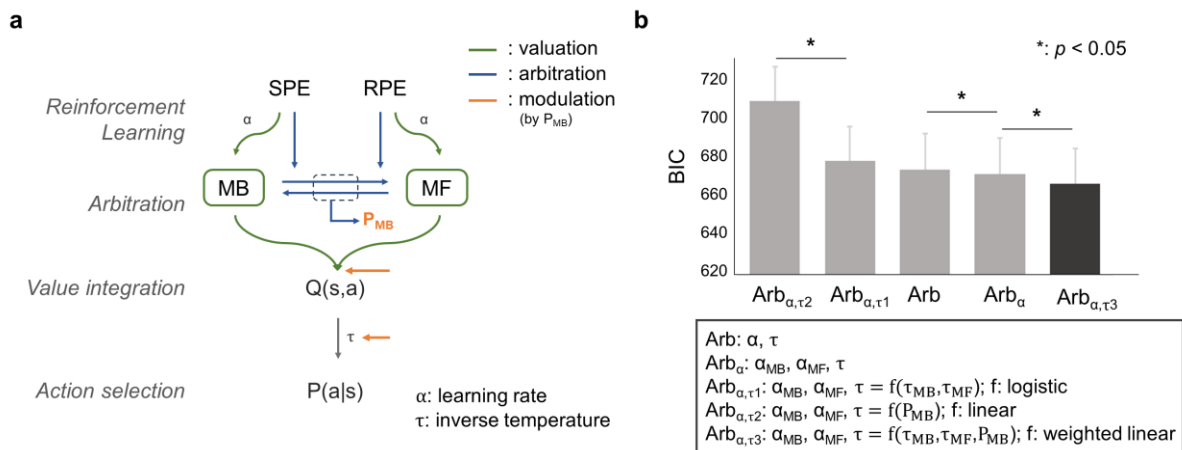 a
: valuation
: arbitration
: modulation
(by P_MB)
SPE
RPE
Reinforcement
Learning
α
α
MB
MF
Arbitration
P_MB
Value integration
Q(s,a)
τ
Action selection
P(a|s)
α: learning rate
τ: inverse temperature
b
*: p < 0.05
*
*
*
BIC
720
700
680
660
640
620
Arb_α,τ2
Arb_α,τ1
Arb
Arb_α
Arb_α,τ3
Arb: α, τ
Arb_α: α_MB, α_MF, τ
Arb_α,τ1: α_MB, α_MF, τ = f(τ_MB,τ_MF); f: logistic
Arb_α,τ2: α_MB, α_MF, τ = f(P_MB); f: linear
Arb_α,τ3: α_MB, α_MF, τ = f(τ_MB,τ_MF,P_MB); f: weighted linear